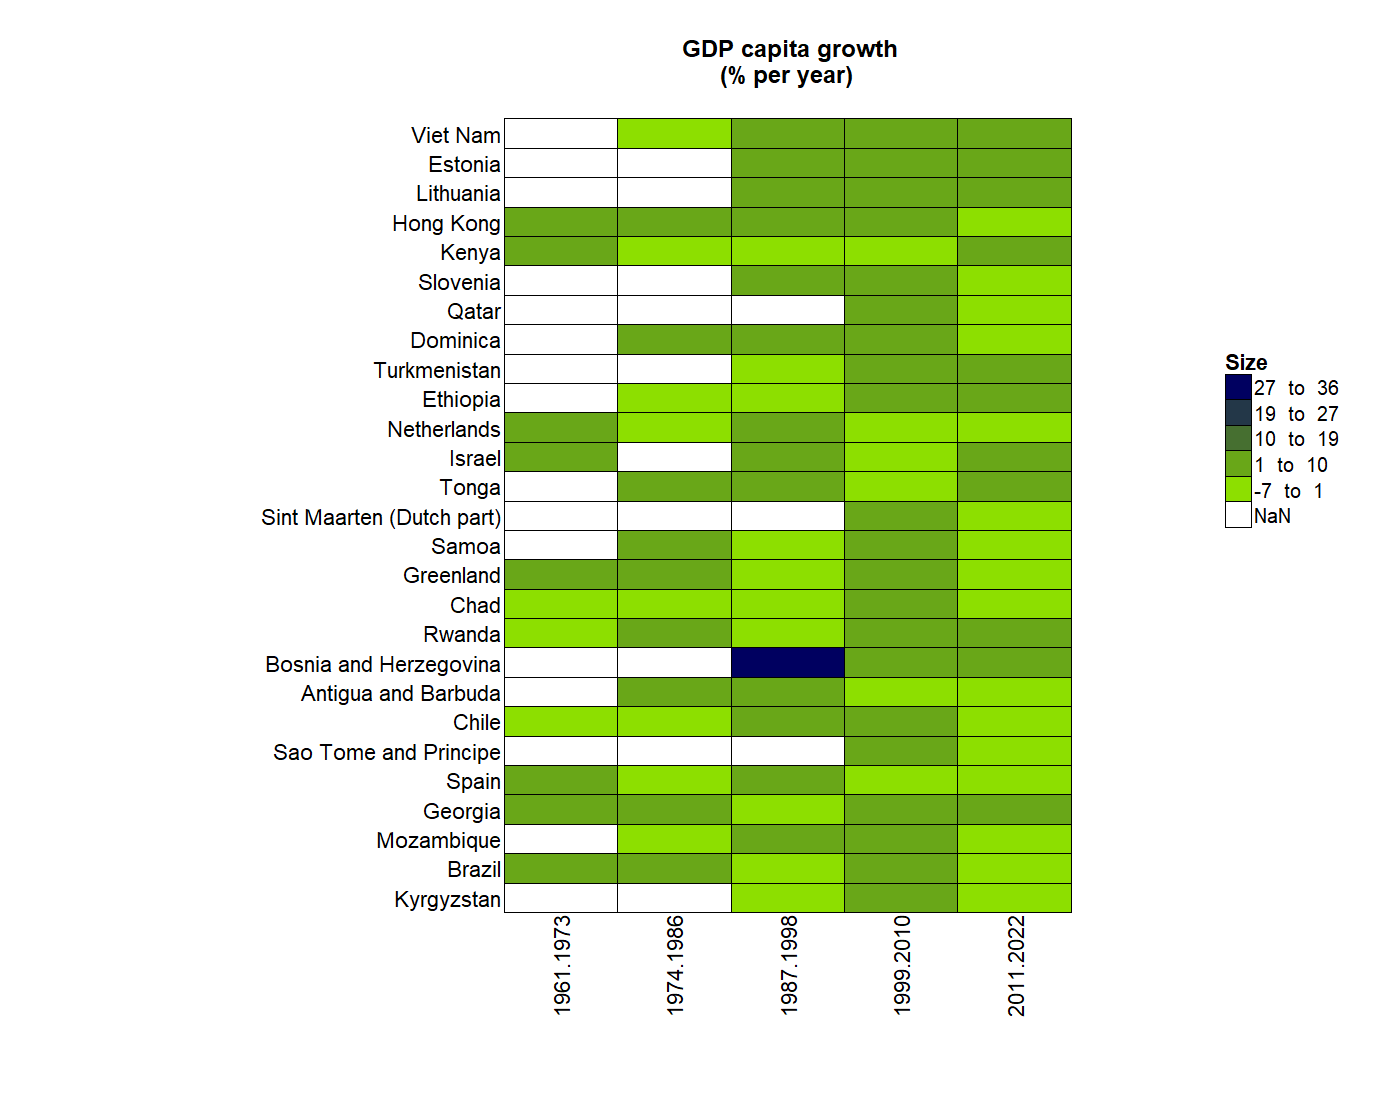 GDP capita growth
(% per year)
Viet Nam
Estonia
Lithuania
Hong Kong
Kenya
Slovenia
Qatar
Dominica
Turkmenistan
Ethiopia
Netherlands
Israel
Tonga
Sint Maarten (Dutch part)
Samoa
Greenland
Chad
Rwanda
Bosnia and Herzegovina
Antigua and Barbuda
Chile
Sao Tome and Principe
Spain
Georgia
Mozambique
Brazil
Kyrgyzstan
1961.1973
1974.1986
1987.1998
1999.2010
2011.2022
Size
27 to 36
19 to 27
10 to 19
1 to 10
-7 to 1
NaN